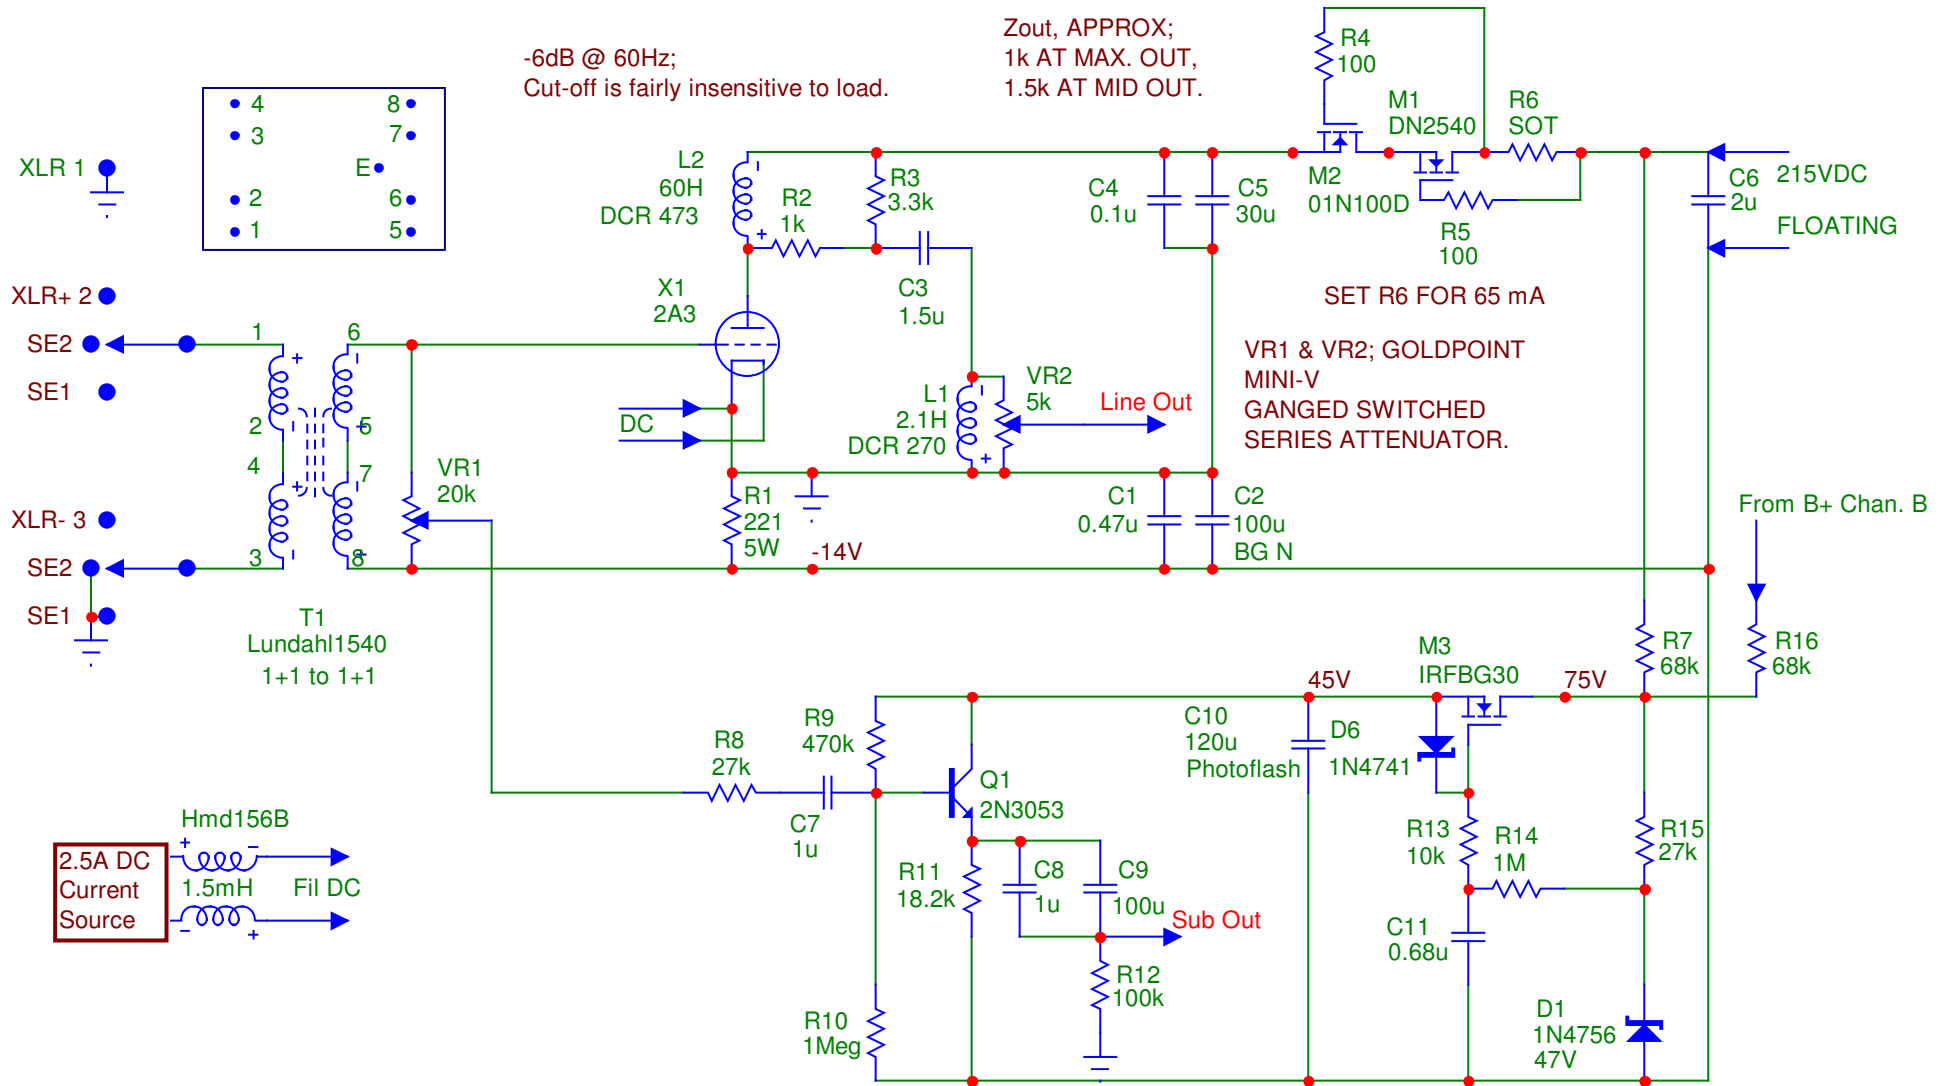 -6dB @ 60Hz;
Cut-off is fairly insensitive to load.
Zout, APPROX;
1k AT MAX. OUT,
1.5k AT MID OUT.
R4
100
M1
DN2540
R6
SOT
4
3
2
1
8
7
E
6
5
XLR 1
L2
60H
DCR 473
R2
1k
R3
3.3k
C4
0.1u
C5
30u
M2
01N100D
R5
100
C6
2u
215VDC
FLOATING
SET R6 FOR 65 mA
XLR+ 2
SE2
SE1
XLR- 3
SE2
SE1
1
2
4
3
6
5
7
8
T1
Lundahl1540
1+1 to 1+1
VR1
20k
X1
2A3
DC
C3
1.5u
L1
2.1H
DCR 270
VR2
5k
Line Out
VR1 & VR2; GOLDPOINT
MINI-V
GANGED SWITCHED
SERIES ATTENUATOR.
R1
221
5W
-14V
C1
0.47u
C2
100u
BG N
From B+ Chan. B
R7
68k
R16
68k
M3
IRFBG30
45V
75V
C10
120u
Photoflash
D6
1N4741
R8
27k
C7
1u
R9
470k
Q1
2N3053
R11
18.2k
C8
1u
C9
100u
Sub Out
R12
100k
R10
1Meg
R13
10k
R14
1M
R15
27k
C11
0.68u
D1
1N4756
47V
Hmd156B
2.5A DC
Current
Source
+
−
1.5mH
−
+
Fil DC